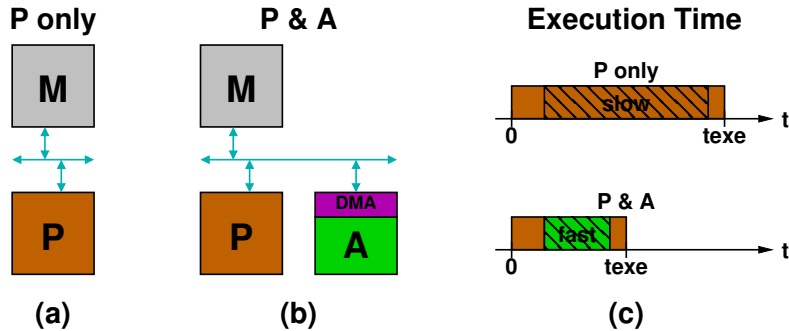 P only
P & A
Execution Time
M
M
P
P
DMA
A
P only
slow
0
texe
t
P & A
fast
0
texe
t
(a)
(b)
(c)